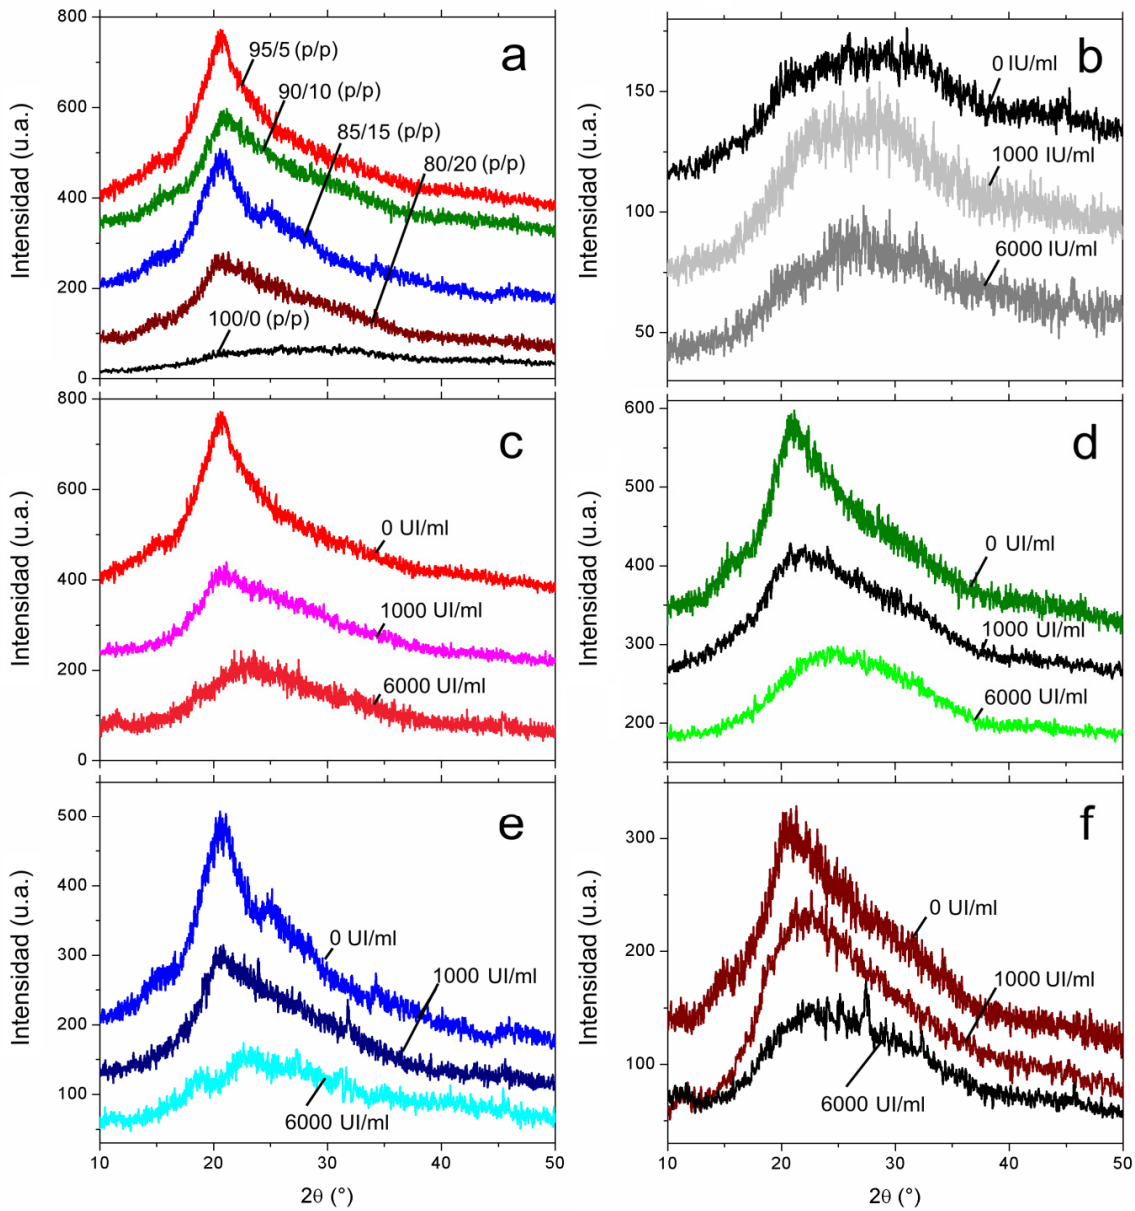 a
800
600
400
200
0
Intensidad (u.a.)
95/5 (p/p)
90/10 (p/p)
85/15 (p/p)
80/20 (p/p)
100/0 (p/p)
b
150
100
50
Intensidad (u.a.)
0 IU/ml
1000 IU/ml
6000 IU/ml
c
800
600
400
200
0
Intensidad (u.a.)
0 UI/ml
1000 UI/ml
6000 UI/ml
d
600
500
400
300
200
Intensidad (u.a.)
0 UI/ml
1000 UI/ml
6000 UI/ml
e
500
400
300
200
100
Intensidad (u.a.)
0 UI/ml
1000 UI/ml
6000 UI/ml
10 20 30 40 50
2θ (°)
f
300
200
100
Intensidad (u.a.)
0 UI/ml
1000 UI/ml
6000 UI/ml
10 20 30 40 50
2θ (°)